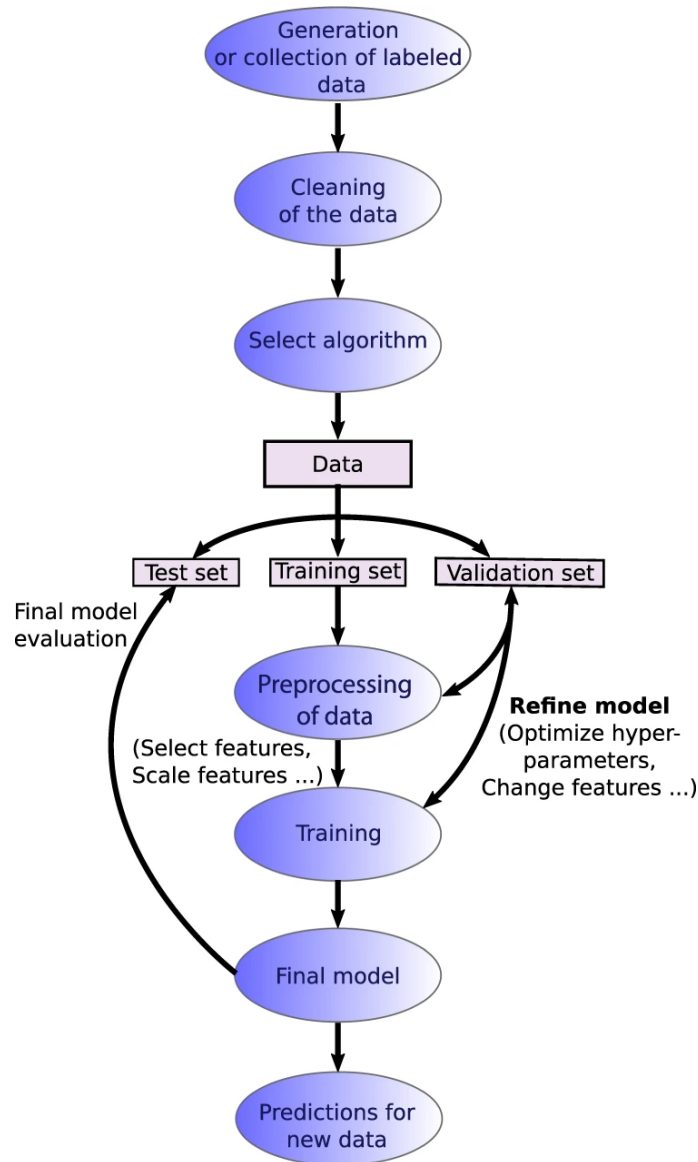 Generation
or collection of labeled
data
Cleaning
of the data
Select algorithm
Data
Test set
Training set
Validation set
Final model
evaluation
Preprocessing
of data
(Select features,
Scale features ...)
Refine model
(Optimize hyper-
parameters,
Change features ...)
Training
Final model
Predictions for
new data